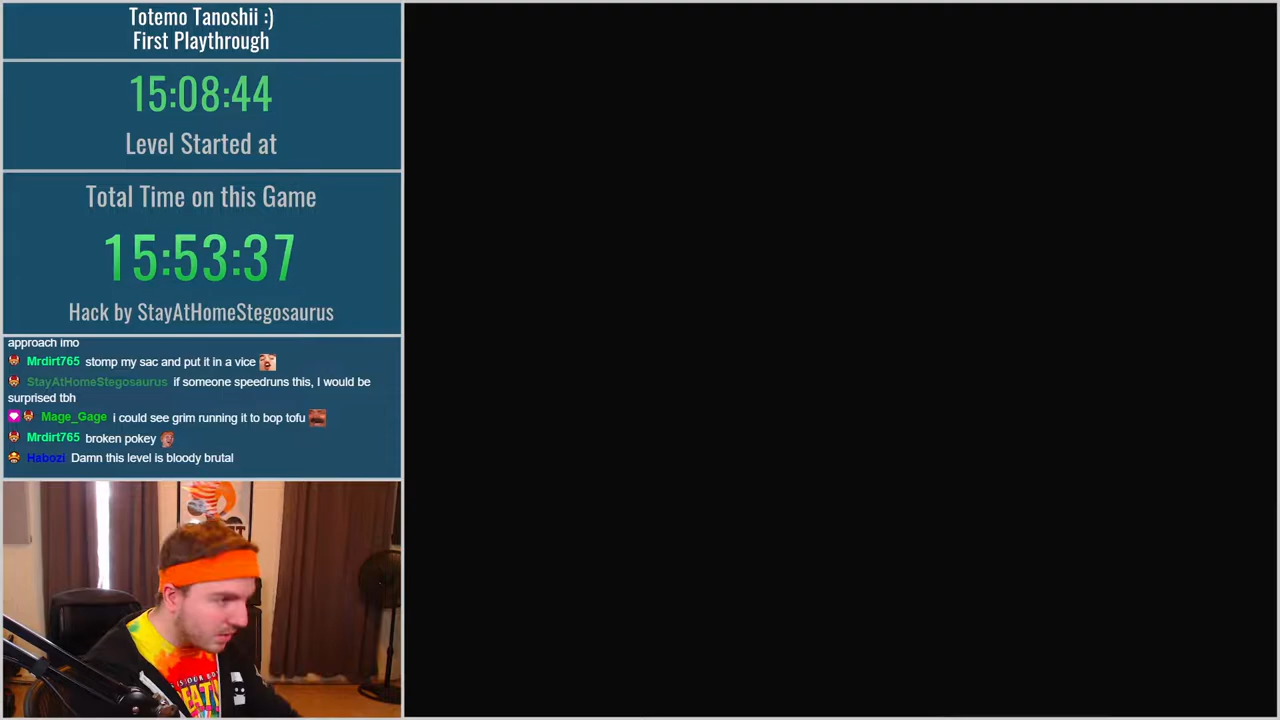 Totemo Tanoshii :)
First Playthrough
15:08:44
Level Started at
Total Time on this Game
15:53:37
Hack by StayAtHomeStegosaurus
approach imo
Mrdirt765 stomp my sac and put it in a vice
StayAtHomeStegosaurus if someone speedruns this, I would be
surprised tbh
Mage_Gage i could see grim running it to bop tofu
Mrdirt765 broken pokey
Habozi Damn this level is bloody brutal